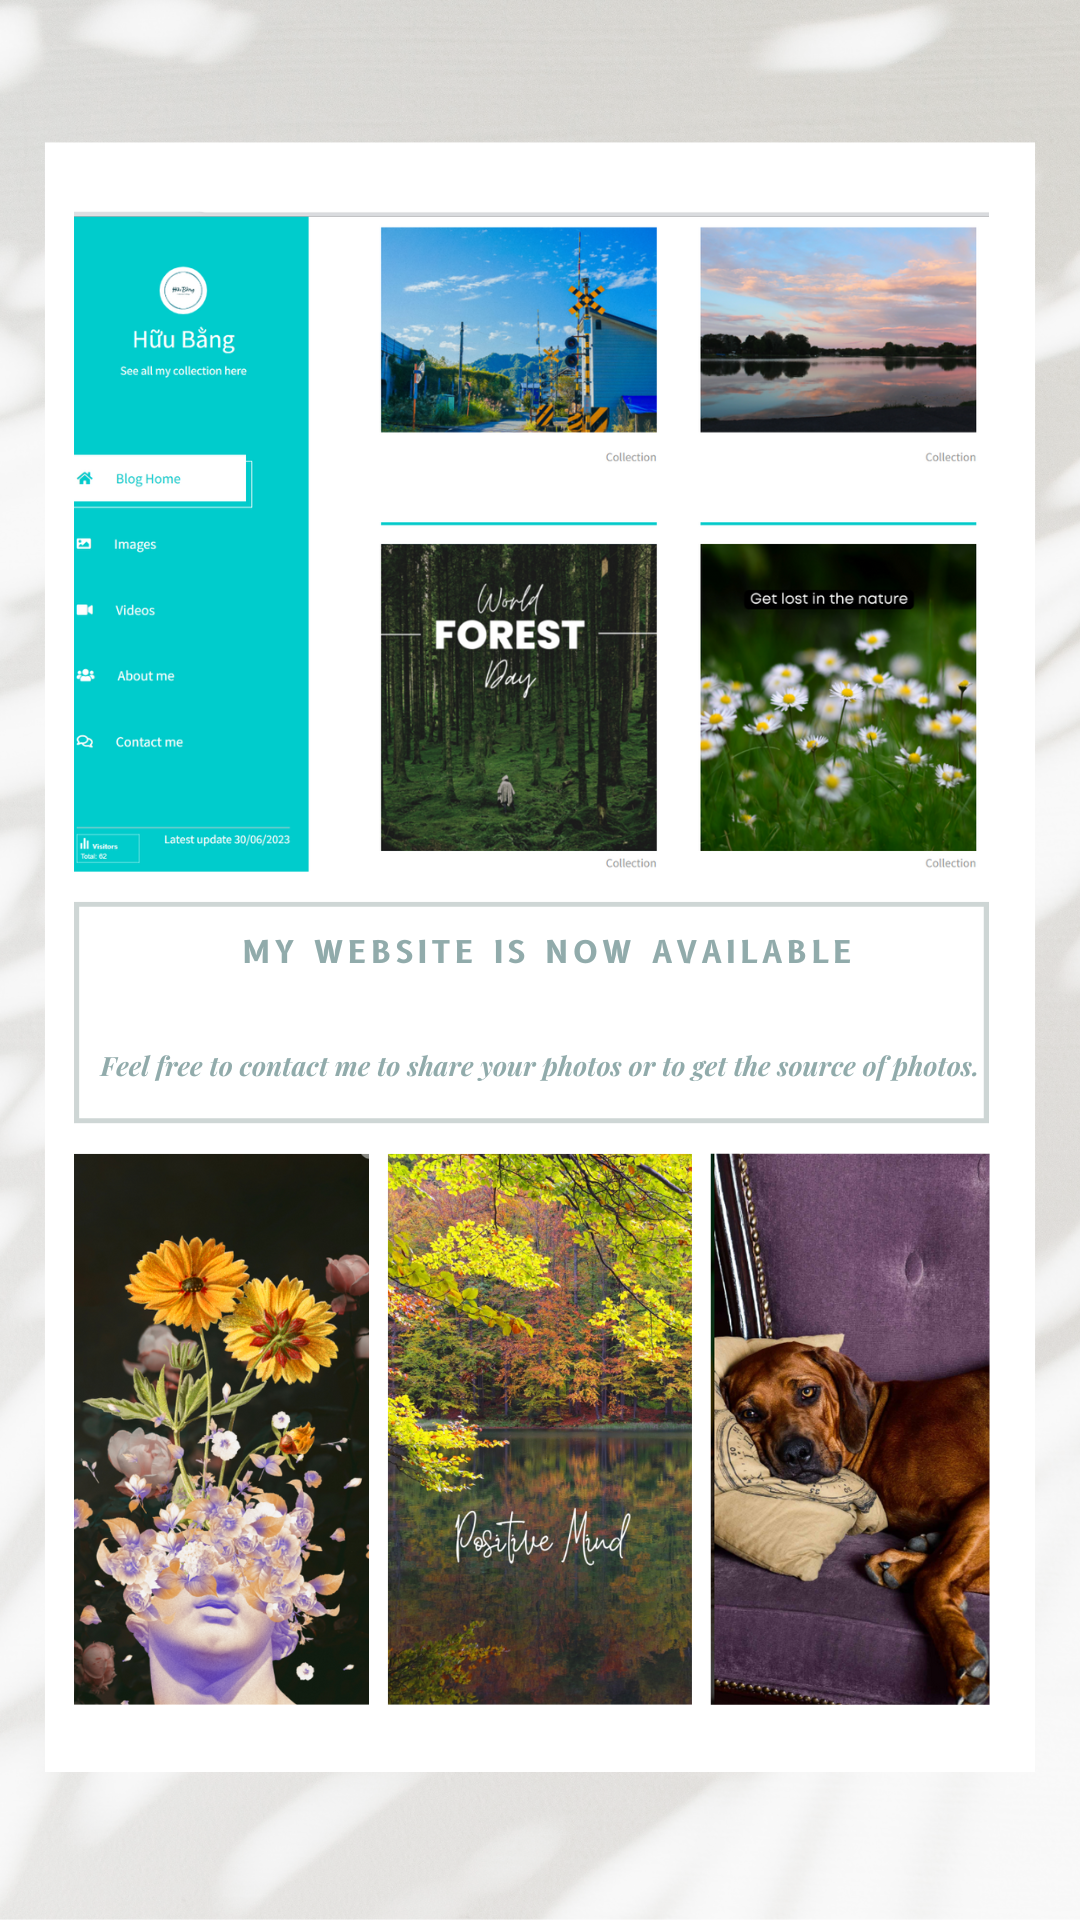 Hữu Bằng
Hữu Bằng
See all my collection here
Blog Home
Images
Videos
About me
Contact me
Visitors
Total: 62
Latest update 30/06/2023
Collection
Collection
World
FOREST
Day
Get lost in the nature
Collection
Collection
MY WEBSITE IS NOW AVAILABLE
Feel free to contact me to share your photos or to get the source of photos.
Positive Mind